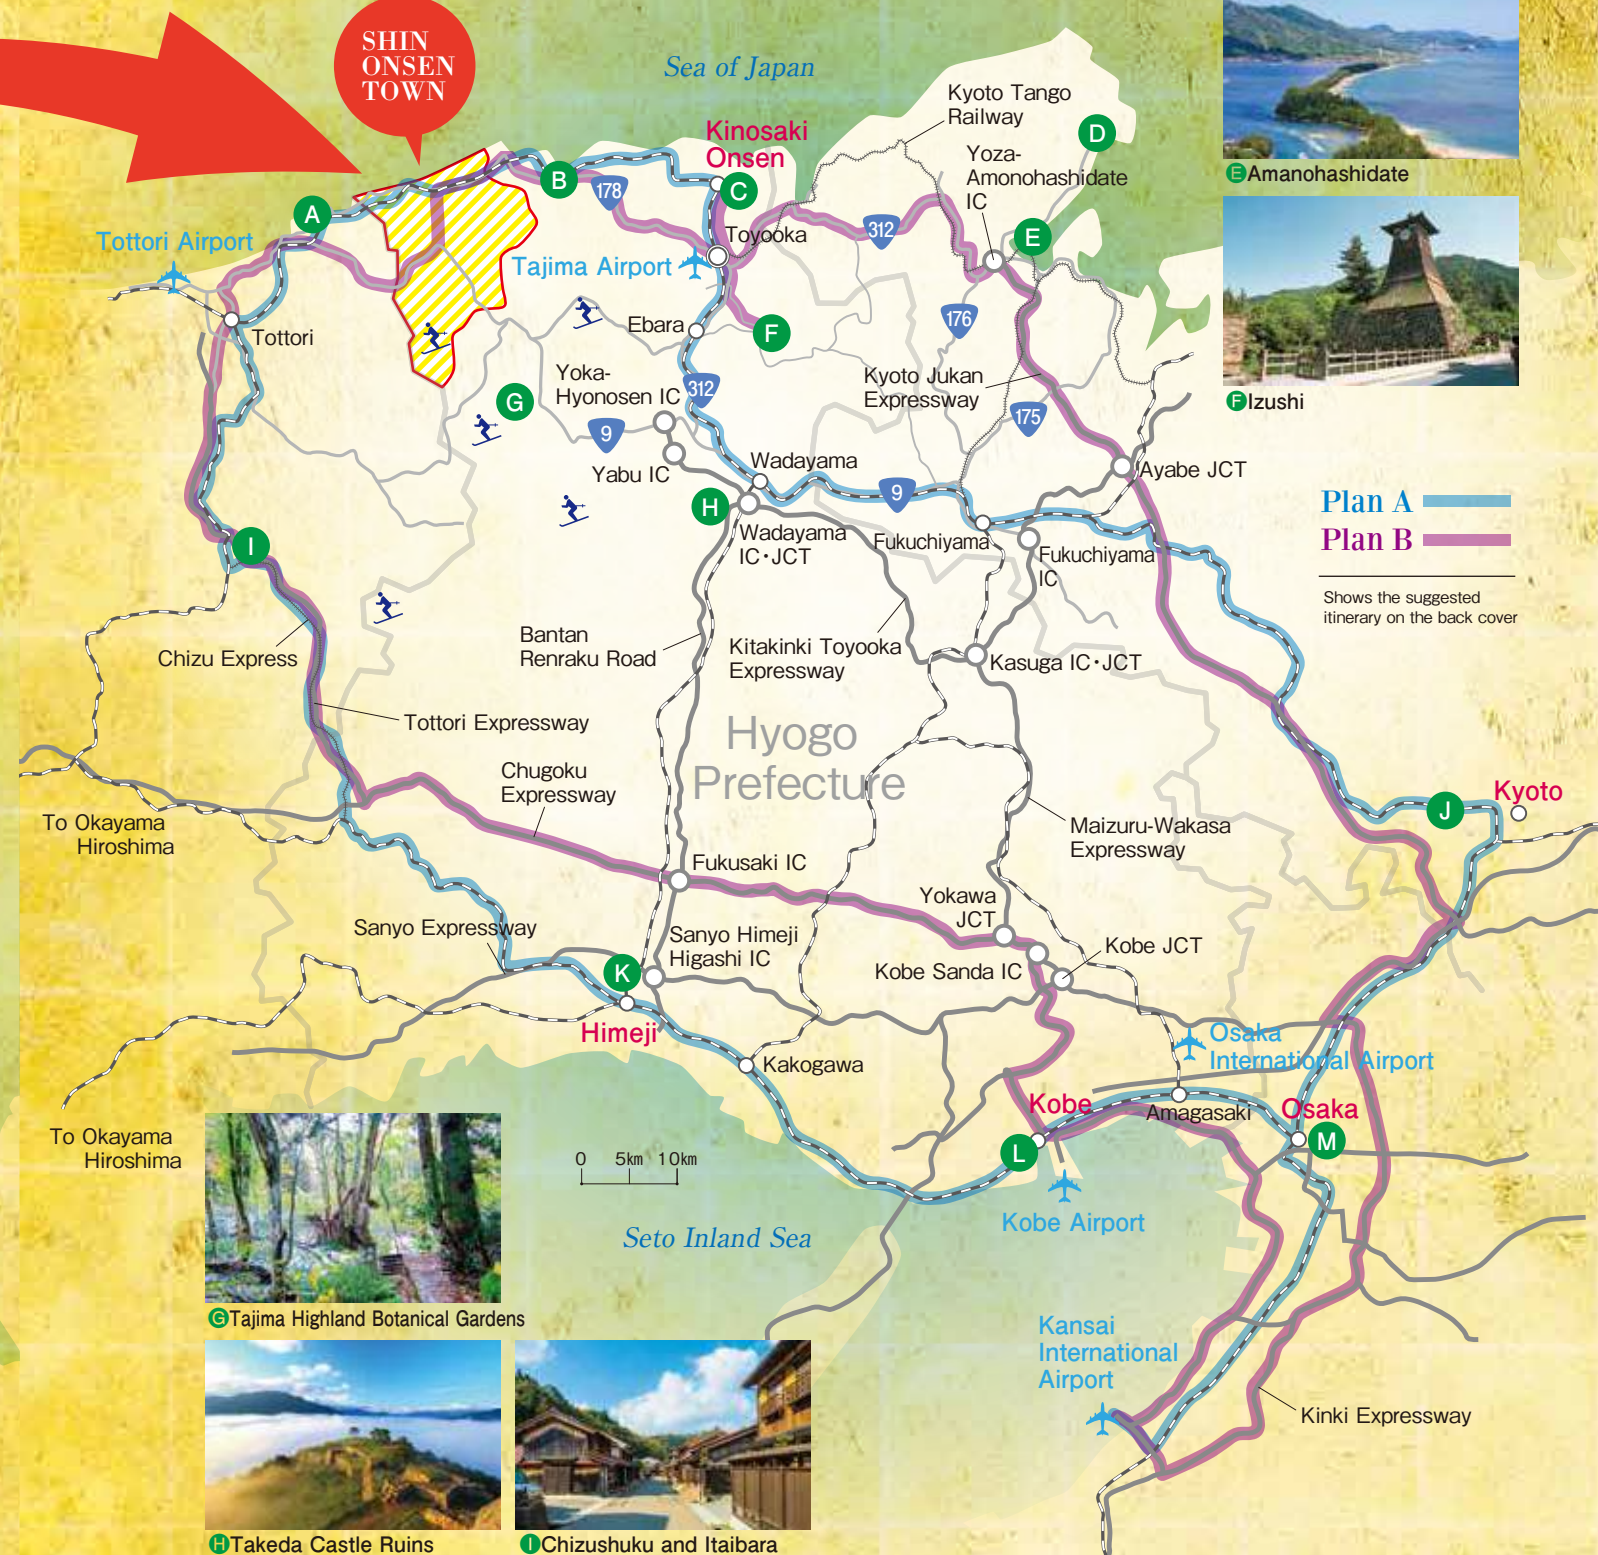 SHIN
ONSEN
TOWN
Sea of Japan
Kinosaki
Onsen
Kyoto Tango
Railway
Yoza-
Amonohashidate
IC
D
E Amanohashidate
B
178
C
A
Tottori Airport
Toyooka
312
E
Tajima Airport
Tottori
Ebara
F
176
Yoka-
Hyonosen IC
312
G
9
Kyoto Jukan
Expressway
175
F Izushi
Yabu IC
Wadayama
Ayabe JCT
H
9
Plan A
Plan B
Wadayama
IC・JCT
Fukuchiyama
Fukuchiyama
IC
I
Shows the suggested
itinerary on the back cover
Chizu Express
Bantan
Renraku Road
Kitakinki Toyooka
Expressway
Kasuga IC・JCT
Tottori Expressway
Hyogo
Prefecture
Chugoku
Expressway
To Okayama
Hiroshima
Maizuru-Wakasa
Expressway
J
Kyoto
Fukusaki IC
Yokawa
JCT
Sanyo Expressway
Sanyo Himeji
Higashi IC
Kobe Sanda IC
Kobe JCT
K
Himeji
Osaka
International Airport
Kakogawa
Kobe
Amagasaki
Osaka
L
M
To Okayama
Hiroshima
0 5km 10km
Kobe Airport
Seto Inland Sea
G Tajima Highland Botanical Gardens
Kansai
International
Airport
Kinki Expressway
H Takeda Castle Ruins
I Chizushuku and Itaibara